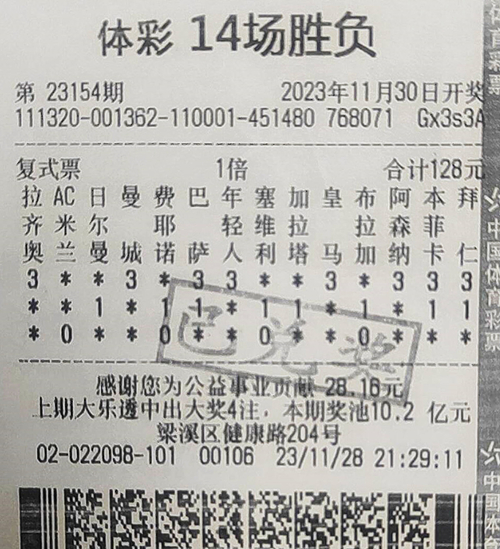 体彩 14场胜负
第 23154期 2023年11月30日开奖
111320-001362-110001-451480 768071 Gx3s3A
复式票 1倍 合计128元
拉 AC 日 曼 费 巴 年 塞 加 皇 布 阿 本 拜
齐 米 尔 耶 轻 维 拉 拉 森 菲
奥 兰 曼 城 诺 萨 人 利 塔 马 加 纳 卡 仁
3 * * 3 * 3 3 * * 3 * 3 3 3
* * 1 * 1 1 * 1 1 * 1 * 1 1
* 0 * * 0 * * 0 * * 0 * * *
已兑奖
感谢您为公益事业贡献 28.16元
上期大乐透中出大奖4注，本期奖池10.2 亿元
梁溪区健康路204号
02-022098-101 00106 23/11/28 21:29:11